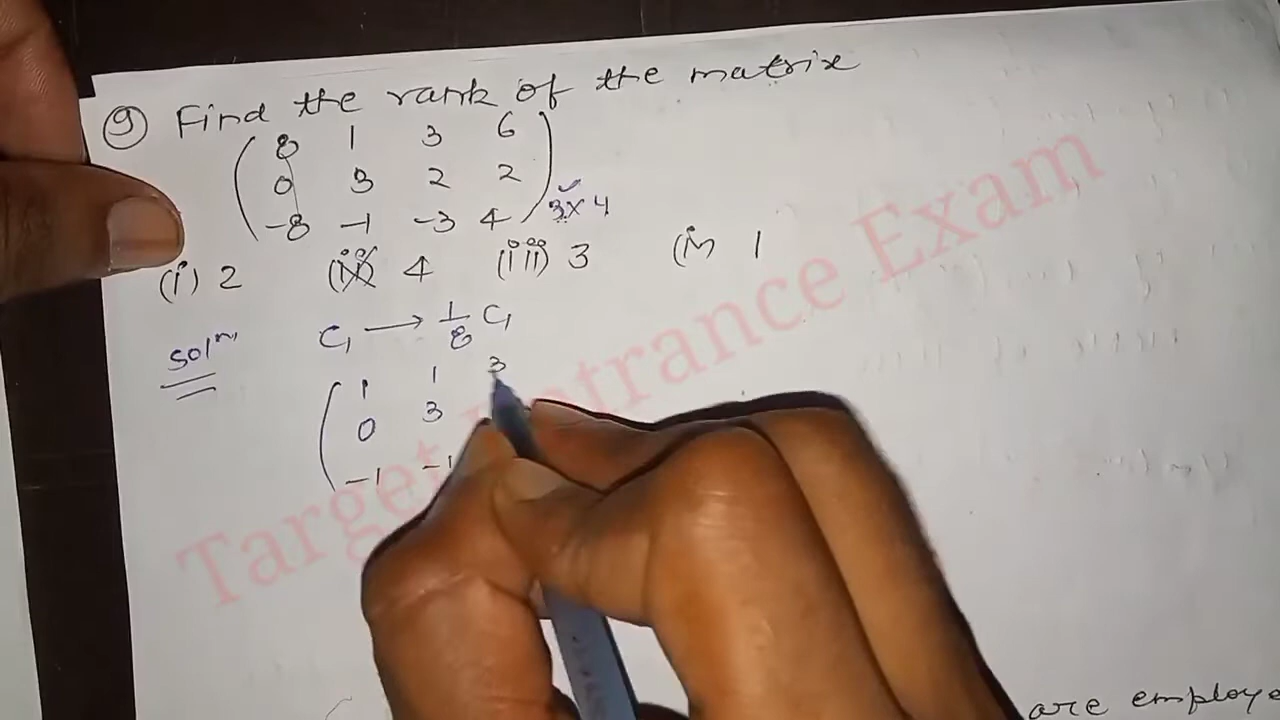 9 Find the rank of the matrix
8 1 3 6
0 3 2 2
-8 -1 -3 4 3×4
(i) 2 (ii) 4 (iii) 3 (iv) 1
Solⁿ C₁ → 1/8 C₁
1 1 3
0 3
-1 -1
Target Entrance Exam
are employe